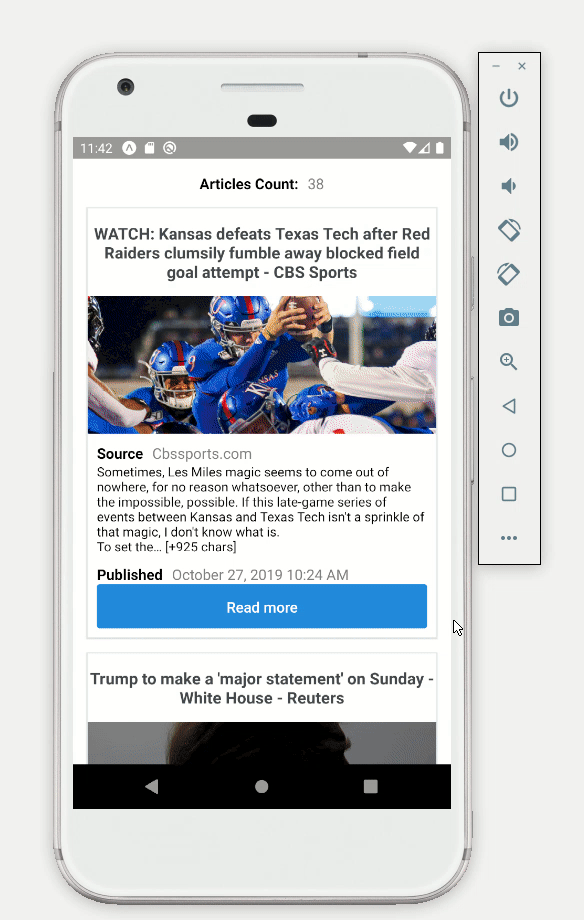 11:42
Articles Count: 38
WATCH: Kansas defeats Texas Tech after Red
Raiders clumsily fumble away blocked field
goal attempt - CBS Sports
KANSAS
Source Cbssports.com
Sometimes, Les Miles magic seems to come out of
nowhere, for no reason whatsoever, other than to make
the impossible, possible. If this late-game series of
events between Kansas and Texas Tech isn't a sprinkle of
that magic, I don't know what is.
To set the… [+925 chars]
Published October 27, 2019 10:24 AM
Read more
Trump to make a 'major statement' on Sunday -
White House - Reuters